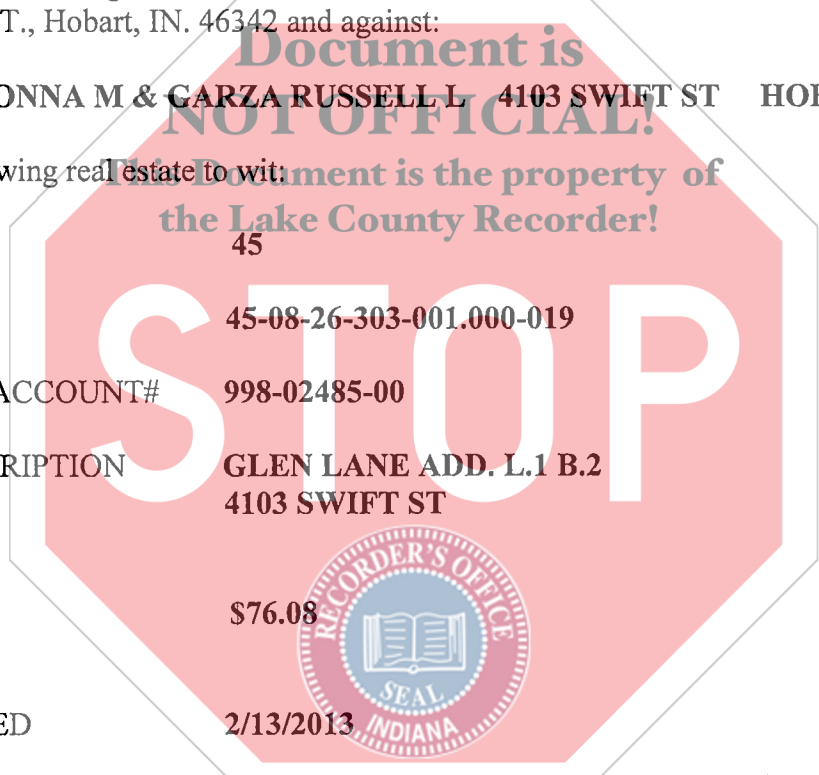 T., Hobart, IN. 46342 and against:
Document is
ONNA M & GARZA RUSSELL L 4103 SWIFT ST HOB
NOT OFFICIAL!
wing real estate to wit:
This Document is the property of
the Lake County Recorder!
45
STOP
45-08-26-303-001.000-019
ACCOUNT# 998-02485-00
RIPTION GLEN LANE ADD. L.1 B.2
4103 SWIFT ST
RECORDER'S OFFICE
$76.08
SEAL
INDIANA
ED 2/13/2013